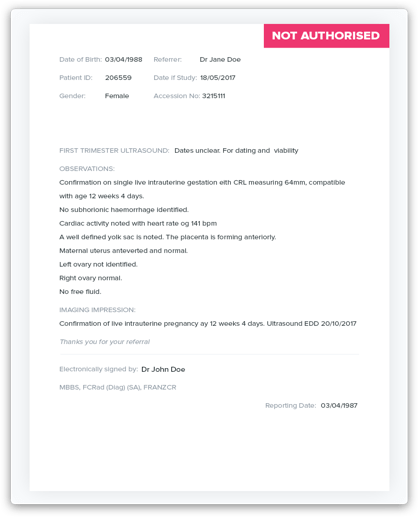 NOT AUTHORISED
Date of Birth: 03/04/1988 Referrer: Dr Jane Doe
Patient ID: 206559 Date if Study: 18/05/2017
Gender: Female Accession No: 3215111
FIRST TRIMESTER ULTRASOUND: Dates unclear. For dating and viability
OBSERVATIONS:
Confirmation on single live intrauterine gestation eith CRL measuring 64mm, compatible
with age 12 weeks 4 days.
No subhorionic haemorrhage identified.
Cardiac activity noted with heart rate og 141 bpm
A well defined yolk sac is noted. The placenta is forming anteriorly.
Maternal uterus anteverted and normal.
Left ovary not identified.
Right ovary normal.
No free fluid.
IMAGING IMPRESSION:
Confirmation of live intrauterine pregnancy ay 12 weeks 4 days. Ultrasound EDD 20/10/2017
Thanks you for your referral
Electronically signed by: Dr John Doe
MBBS, FCRad (Diag) (SA), FRANZCR
Reporting Date: 03/04/1987